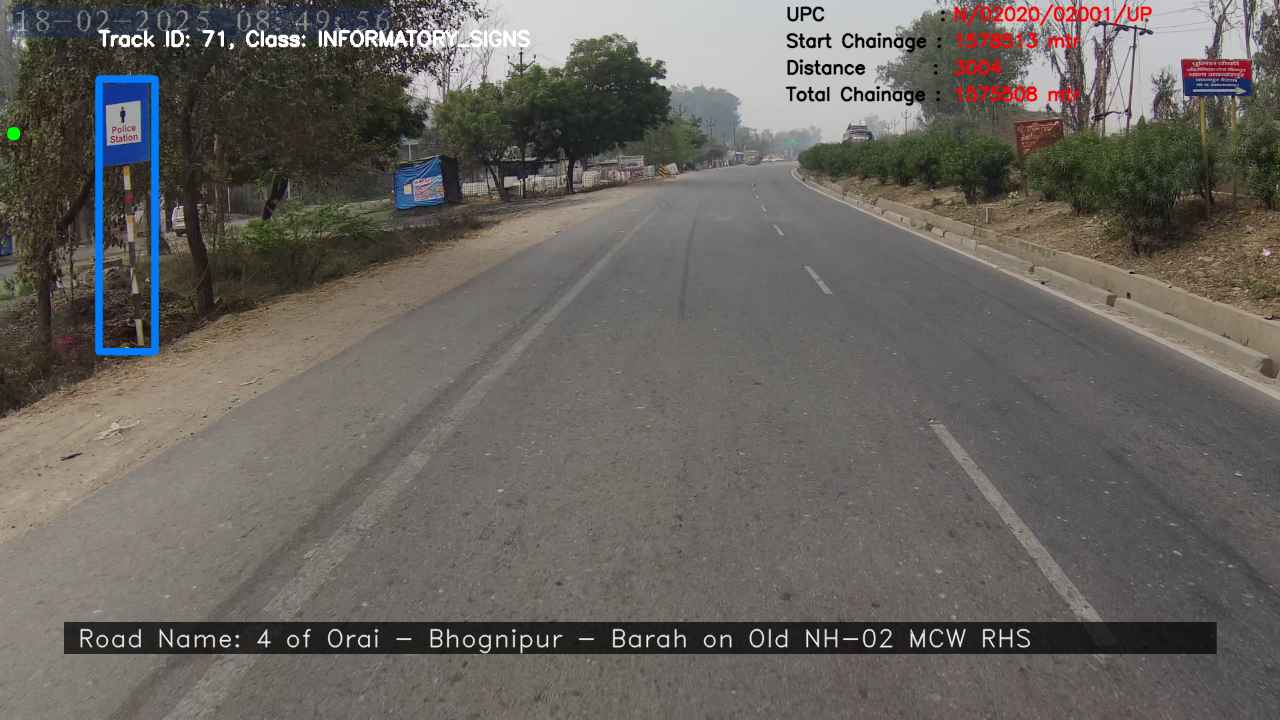 18-02-2025 08:49:56
Track ID: 71, Class: INFORMATORY_SIGNS
UPC : N/02020/02001/UP
Start Chainage : 1578513 mtr
Distance : 3004
Total Chainage : 1575508 mtr
Police
Station
Road Name: 4 of Orai - Bhognipur - Barah on Old NH-02 MCW RHS